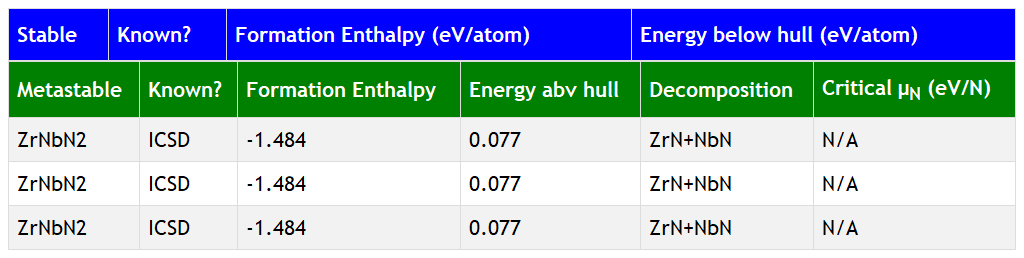 Stable Known? Formation Enthalpy (eV/atom) Energy below hull (eV/atom)
Metastable Known? Formation Enthalpy Energy abv hull Decomposition Critical μN (eV/N)
ZrNbN2 ICSD -1.484 0.077 ZrN+NbN N/A
ZrNbN2 ICSD -1.484 0.077 ZrN+NbN N/A
ZrNbN2 ICSD -1.484 0.077 ZrN+NbN N/A